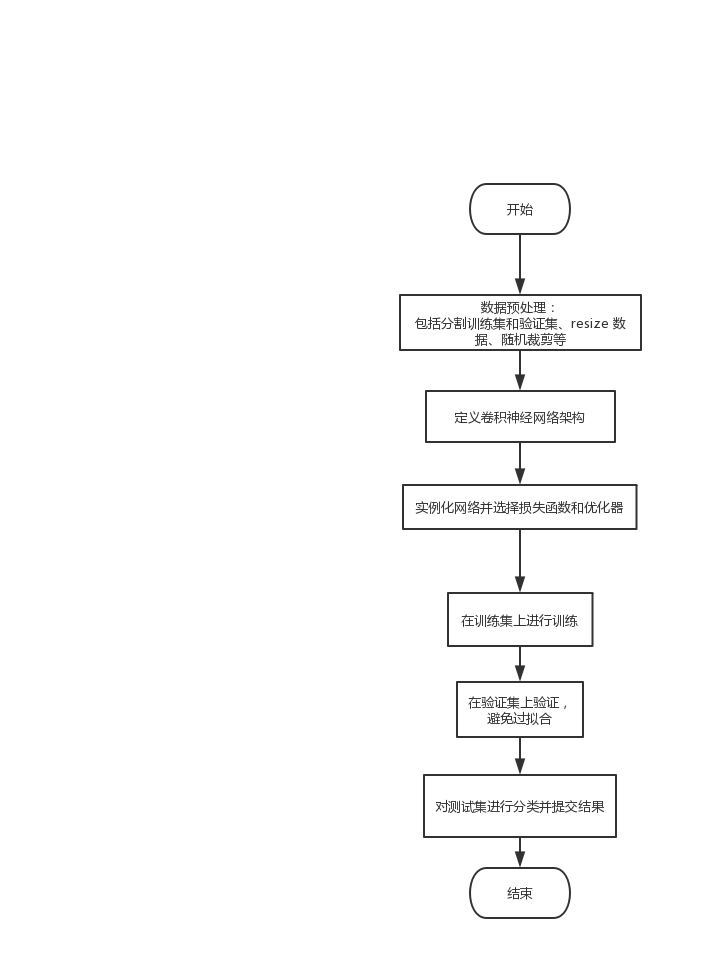 开始
数据预处理：
包括分割训练集和验证集、resize 数
据、随机裁剪等
定义卷积神经网络架构
实例化网络并选择损失函数和优化器
在训练集上进行训练
在验证集上验证，
避免过拟合
对测试集进行分类并提交结果
结束